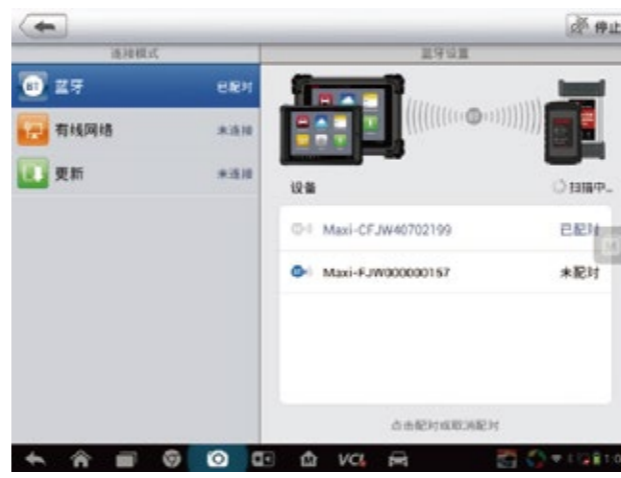 停止
连接模式
蓝牙设置
蓝牙 已配对
有线网络 未连接
更新 未连接
设备 扫描中...
Maxi-CFJW40702199 已配对
Maxi-FJW000000157 未配对
点击配对或取消配对
VCI